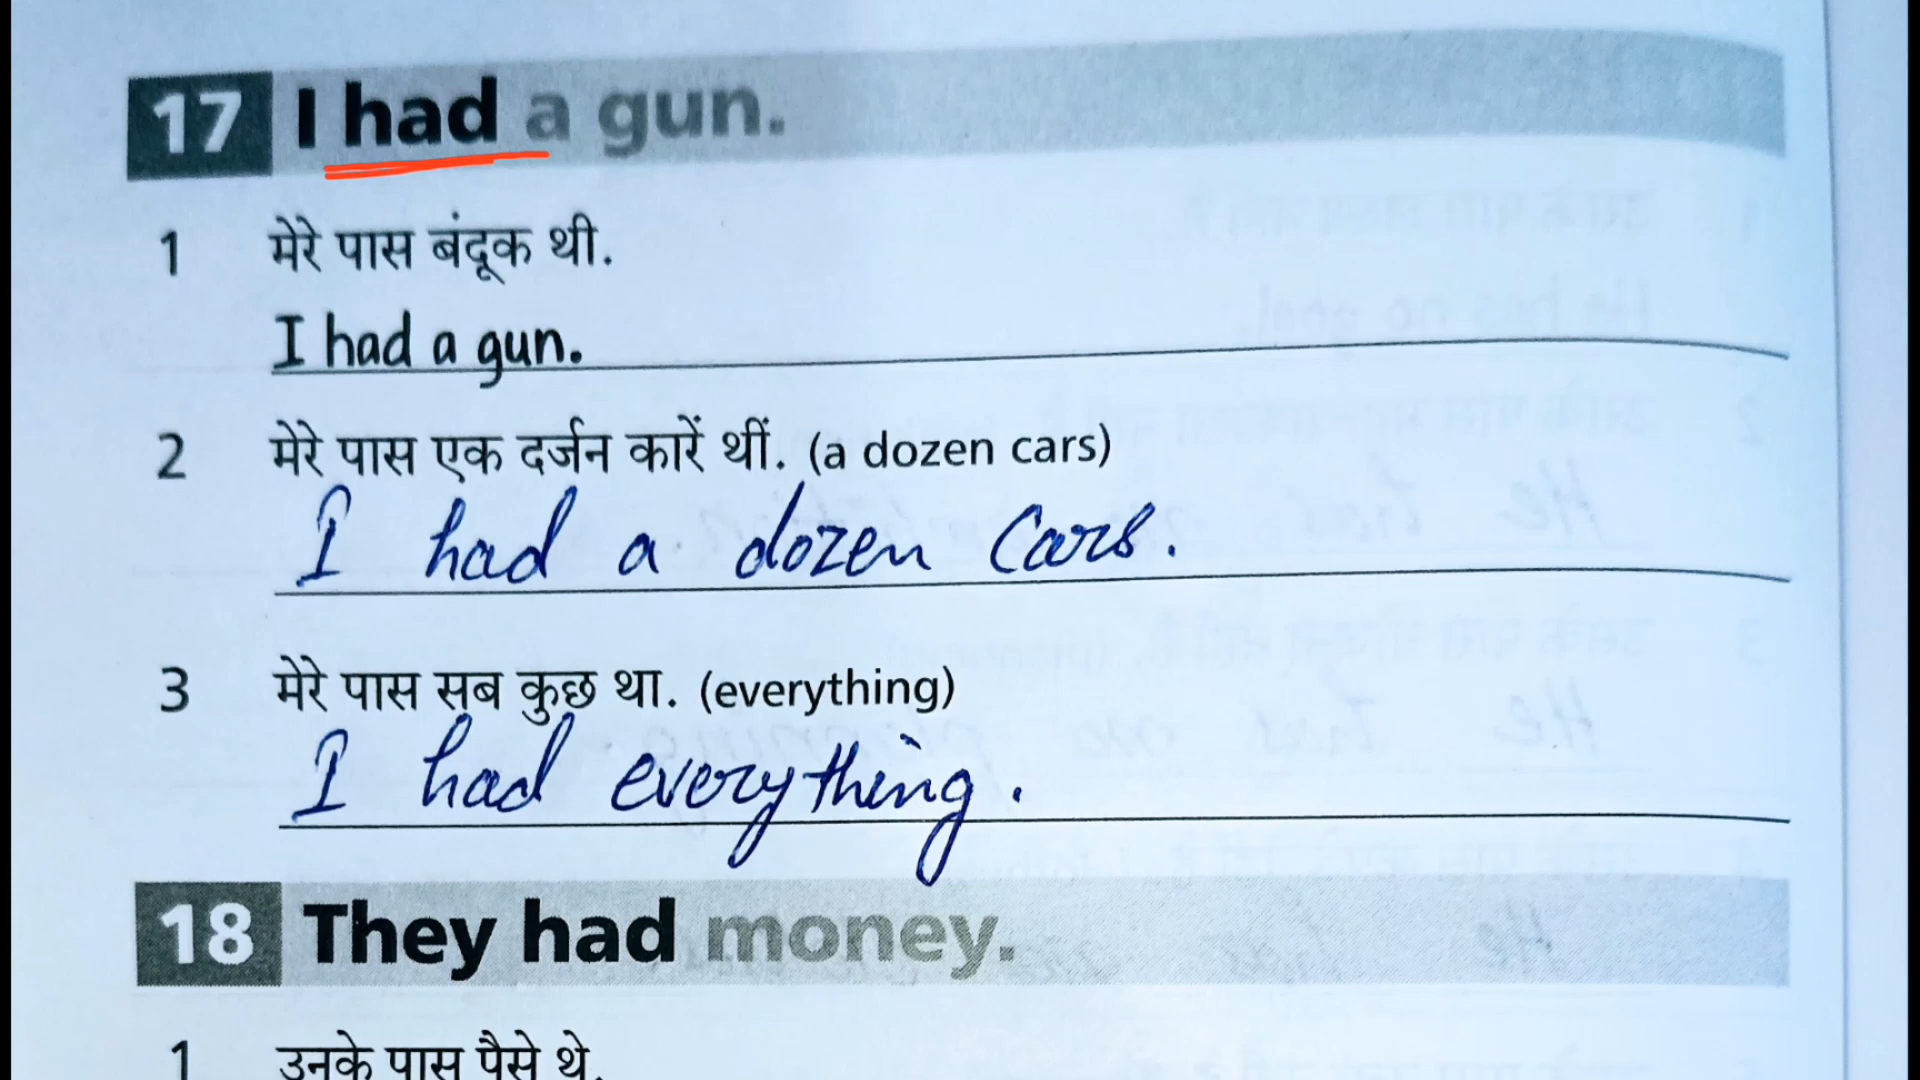 17 I had a gun.
1 मेरे पास बंदूक थी.
I had a gun.
2 मेरे पास एक दर्जन कारें थीं. (a dozen cars)
I had a dozen Cars.
3 मेरे पास सब कुछ था. (everything)
I had everything.
18 They had money.
1 उनके पास पैसे थे.